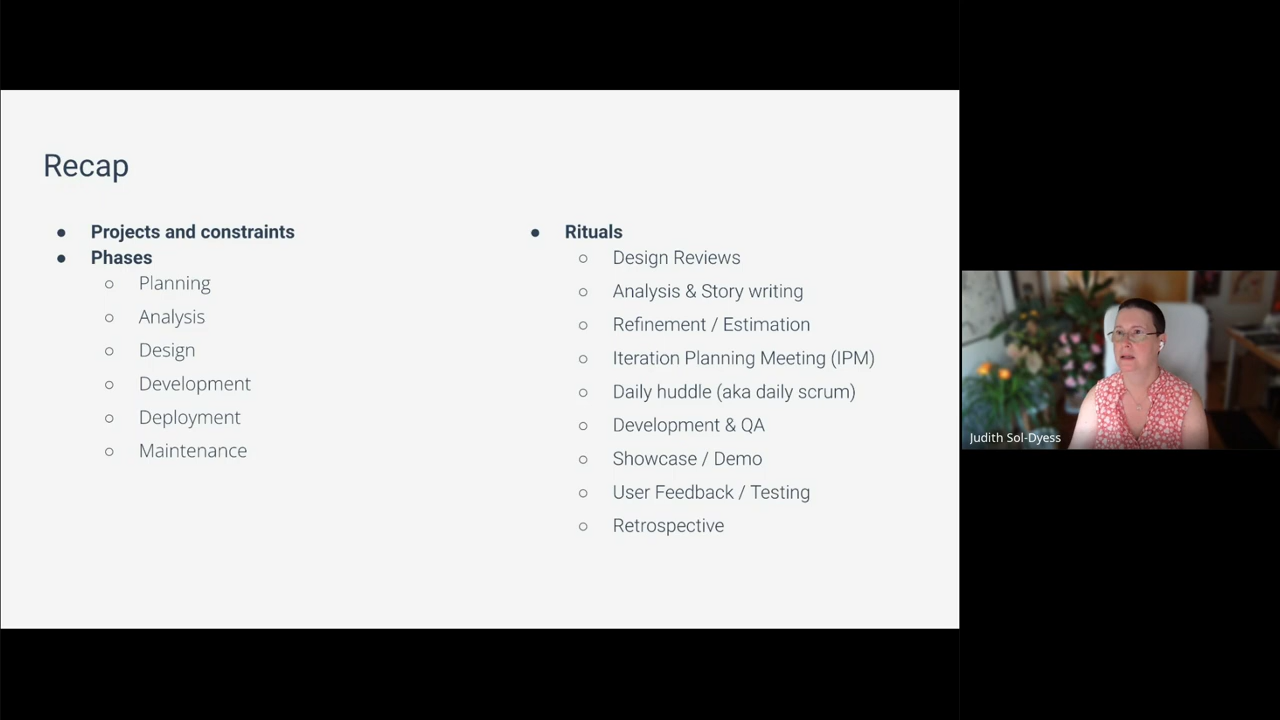 Recap
● Projects and constraints
● Phases
○ Planning
○ Analysis
○ Design
○ Development
○ Deployment
○ Maintenance
● Rituals
○ Design Reviews
○ Analysis & Story writing
○ Refinement / Estimation
○ Iteration Planning Meeting (IPM)
○ Daily huddle (aka daily scrum)
○ Development & QA
○ Showcase / Demo
○ User Feedback / Testing
○ Retrospective
Judith Sol-Dyess